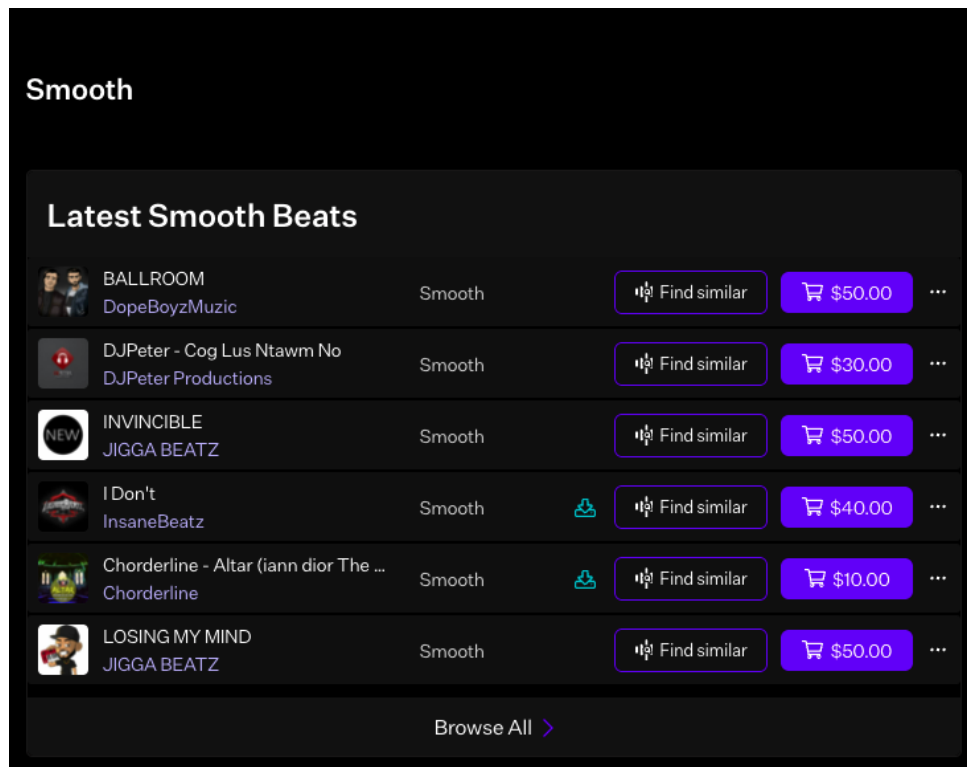 Smooth
Latest Smooth Beats
BALLROOM
DopeBoyzMuzic
Smooth
Find similar
$50.00
DJPeter - Cog Lus Ntawm No
DJPeter Productions
Smooth
Find similar
$30.00
NEW
INVINCIBLE
JIGGA BEATZ
Smooth
Find similar
$50.00
I Don't
InsaneBeatz
Smooth
Find similar
$40.00
Chorderline - Altar (iann dior The ...
Chorderline
Smooth
Find similar
$10.00
LOSING MY MIND
JIGGA BEATZ
Smooth
Find similar
$50.00
Browse All